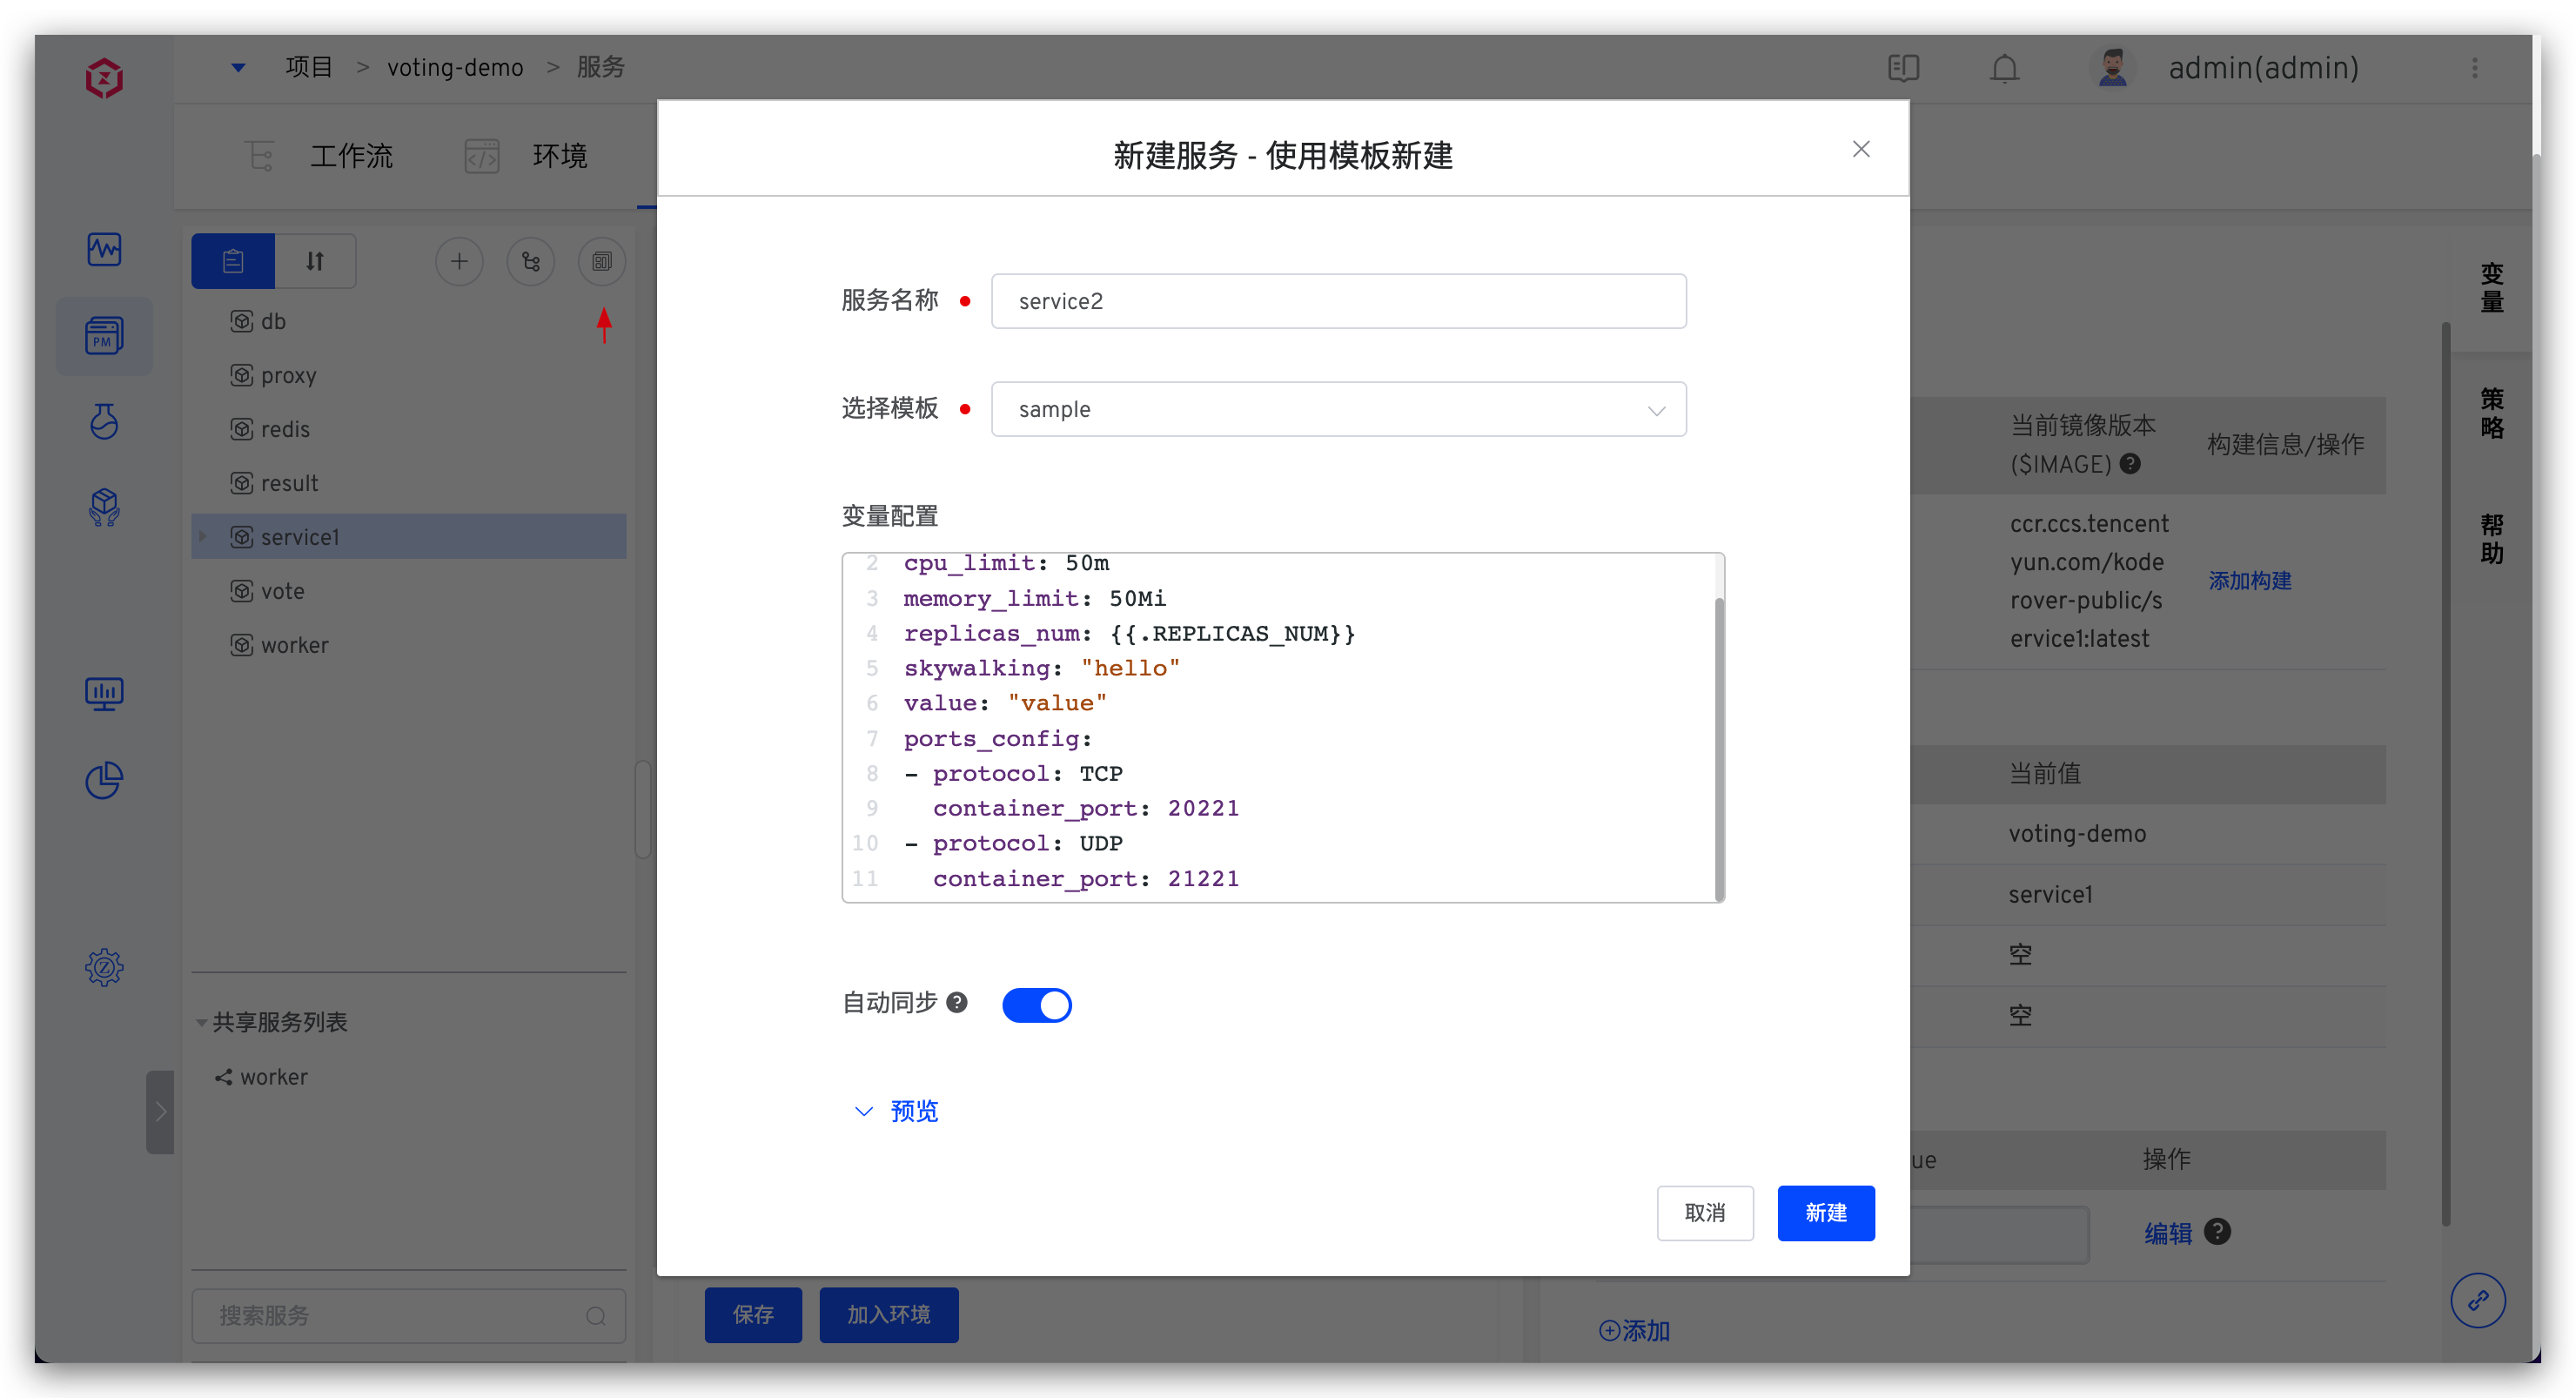 项目 > voting-demo > 服务
admin(admin)
工作流
环境
db
proxy
redis
result
service1
vote
worker
共享服务列表
worker
搜索服务
PM
新建服务 - 使用模板新建
服务名称
service2
选择模板
sample
变量配置
2 cpu_limit: 50m
3 memory_limit: 50Mi
4 replicas_num: {{.REPLICAS_NUM}}
5 skywalking: "hello"
6 value: "value"
7 ports_config:
8 - protocol: TCP
9 container_port: 20221
10 - protocol: UDP
11 container_port: 21221
自动同步
预览
取消
新建
保存
加入环境
当前镜像版本
($IMAGE)
构建信息/操作
ccr.ccs.tencent
yun.com/kode
rover-public/s
ervice1:latest
添加构建
当前值
voting-demo
service1
空
空
ue
操作
编辑
添加
变量
策略
帮助